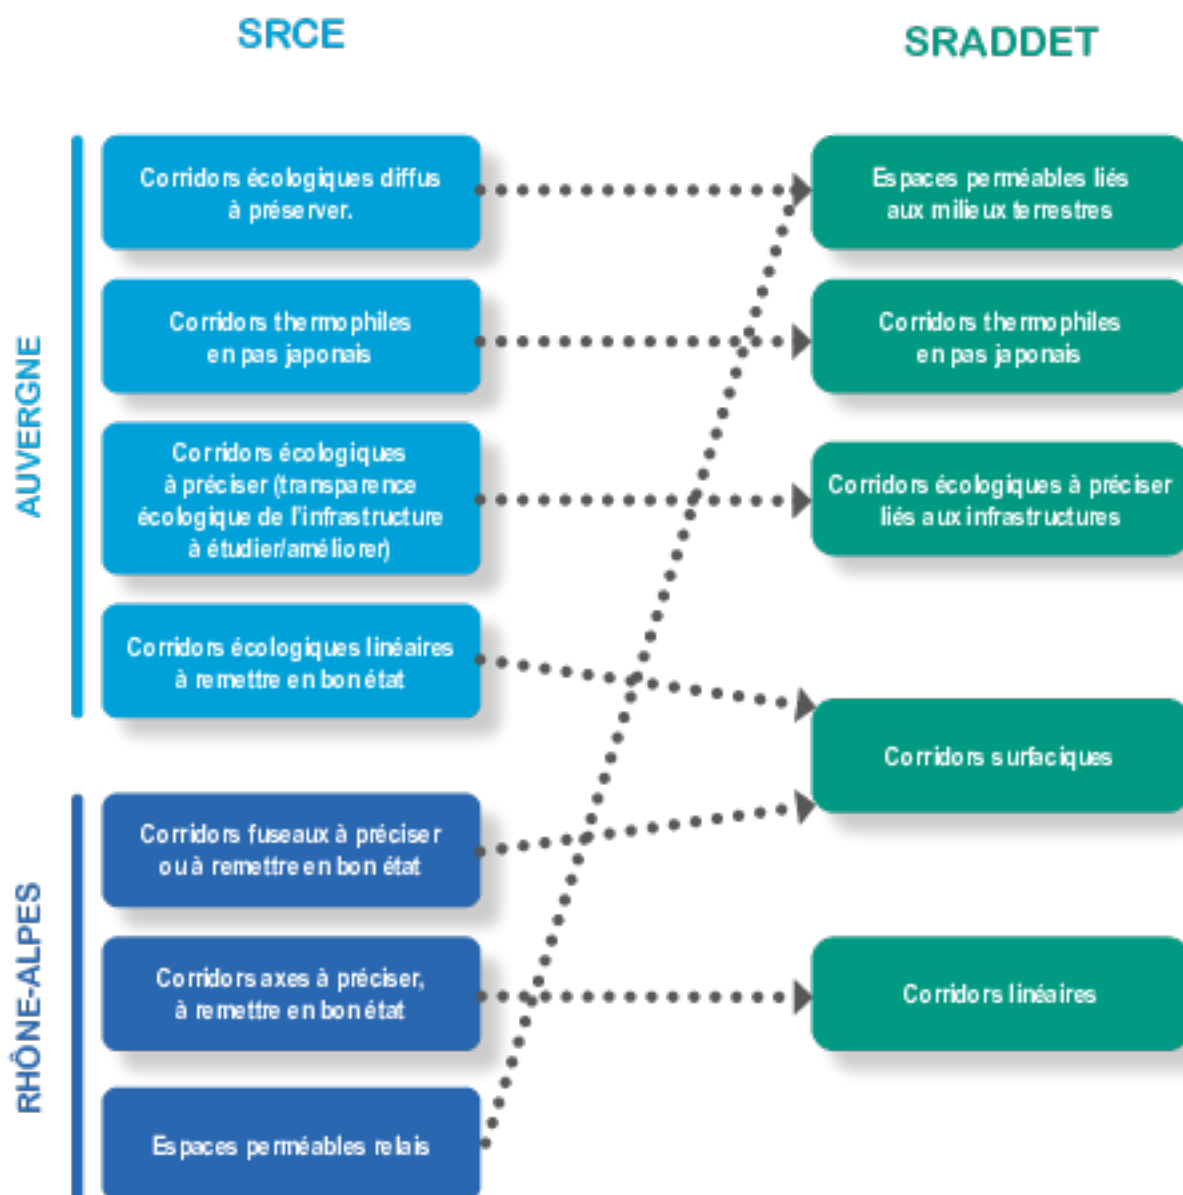 SRCE
SRADDET
AUVERGNE
Corridors écologiques diffus
à préserver.
Espaces perméables liés
aux milieux terrestres
Corridors thermophiles
en pas japonais
Corridors thermophiles
en pas japonais
Corridors écologiques
à préciser (transparence
écologique de l'infrastructure
à étudier/améliorer)
Corridors écologiques à préciser
liés aux infrastructures
Corridors écologiques linéaires
à remettre en bon état
Corridors surfaciques
RHÔNE-ALPES
Corridors fuseaux à préciser
ou à remettre en bon état
Corridors axes à préciser,
à remettre en bon état
Corridors linéaires
Espaces perméables relais